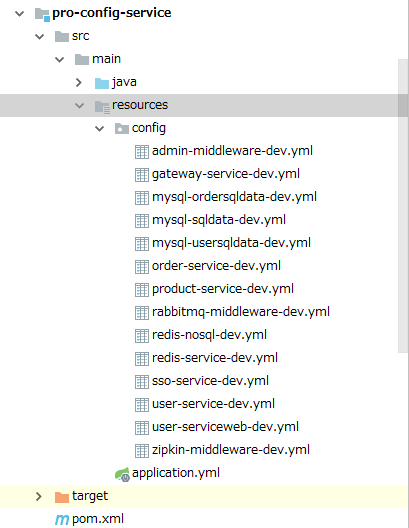 pro-config-service
src
main
java
resources
config
admin-middleware-dev.yml
gateway-service-dev.yml
mysql-ordersqldata-dev.yml
mysql-sqldata-dev.yml
mysql-usersqldata-dev.yml
order-service-dev.yml
product-service-dev.yml
rabbitmq-middleware-dev.yml
redis-nosql-dev.yml
redis-service-dev.yml
sso-service-dev.yml
user-service-dev.yml
user-serviceweb-dev.yml
zipkin-middleware-dev.yml
application.yml
target
pom.xml